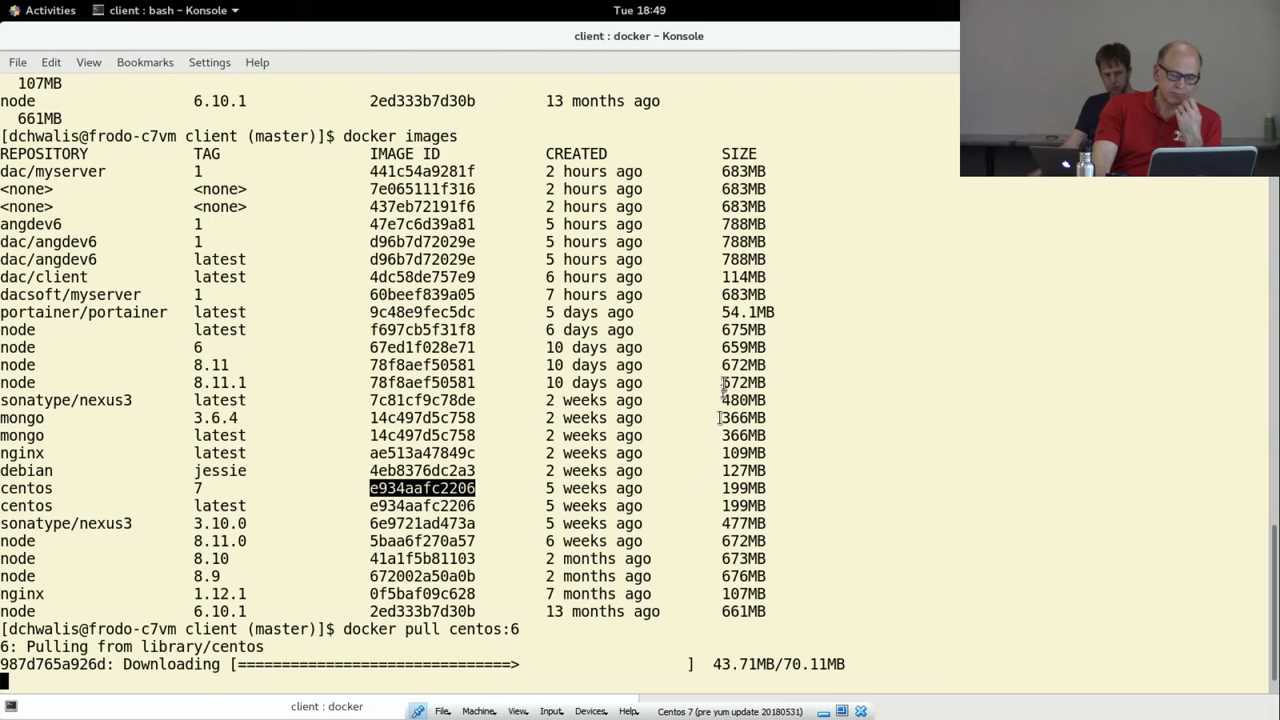 Activities client : bash – Konsole Tue 18:49
client : docker – Konsole
File Edit View Bookmarks Settings Help
107MB
node 6.10.1 2ed333b7d30b 13 months ago
661MB
[dchwalis@frodo-c7vm client (master)]$ docker images
REPOSITORY TAG IMAGE ID CREATED SIZE
dac/myserver 1 441c54a9281f 2 hours ago 683MB
<none> <none> 7e065111f316 2 hours ago 683MB
<none> <none> 437eb72191f6 2 hours ago 683MB
angdev6 1 47e7c6d39a81 5 hours ago 788MB
dac/angdev6 1 d96b7d72029e 5 hours ago 788MB
dac/angdev6 latest d96b7d72029e 5 hours ago 788MB
dac/client latest 4dc58de757e9 6 hours ago 114MB
dacsoft/myserver 1 60beef839a05 7 hours ago 683MB
portainer/portainer latest 9c48e9fec5dc 5 days ago 54.1MB
node latest f697cb5f31f8 6 days ago 675MB
node 6 67ed1f028e71 10 days ago 659MB
node 8.11 78f8aef50581 10 days ago 672MB
node 8.11.1 78f8aef50581 10 days ago 672MB
sonatype/nexus3 latest 7c81cf9c78de 2 weeks ago 480MB
mongo 3.6.4 14c497d5c758 2 weeks ago 366MB
mongo latest 14c497d5c758 2 weeks ago 366MB
nginx latest ae513a47849c 2 weeks ago 109MB
debian jessie 4eb8376dc2a3 2 weeks ago 127MB
centos 7 e934aafc2206 5 weeks ago 199MB
centos latest e934aafc2206 5 weeks ago 199MB
sonatype/nexus3 3.10.0 6e9721ad473a 5 weeks ago 477MB
node 8.11.0 5baa6f270a57 6 weeks ago 672MB
node 8.10 41a1f5b81103 2 months ago 673MB
node 8.9 672002a50a0b 2 months ago 676MB
nginx 1.12.1 0f5baf09c628 7 months ago 107MB
node 6.10.1 2ed333b7d30b 13 months ago 661MB
[dchwalis@frodo-c7vm client (master)]$ docker pull centos:6
6: Pulling from library/centos
987d765a926d: Downloading [===============================> ] 43.71MB/70.11MB
client : docker
File, Machine, View, Input, Devices, Help, Centos 7 (pre yum update 20180531)